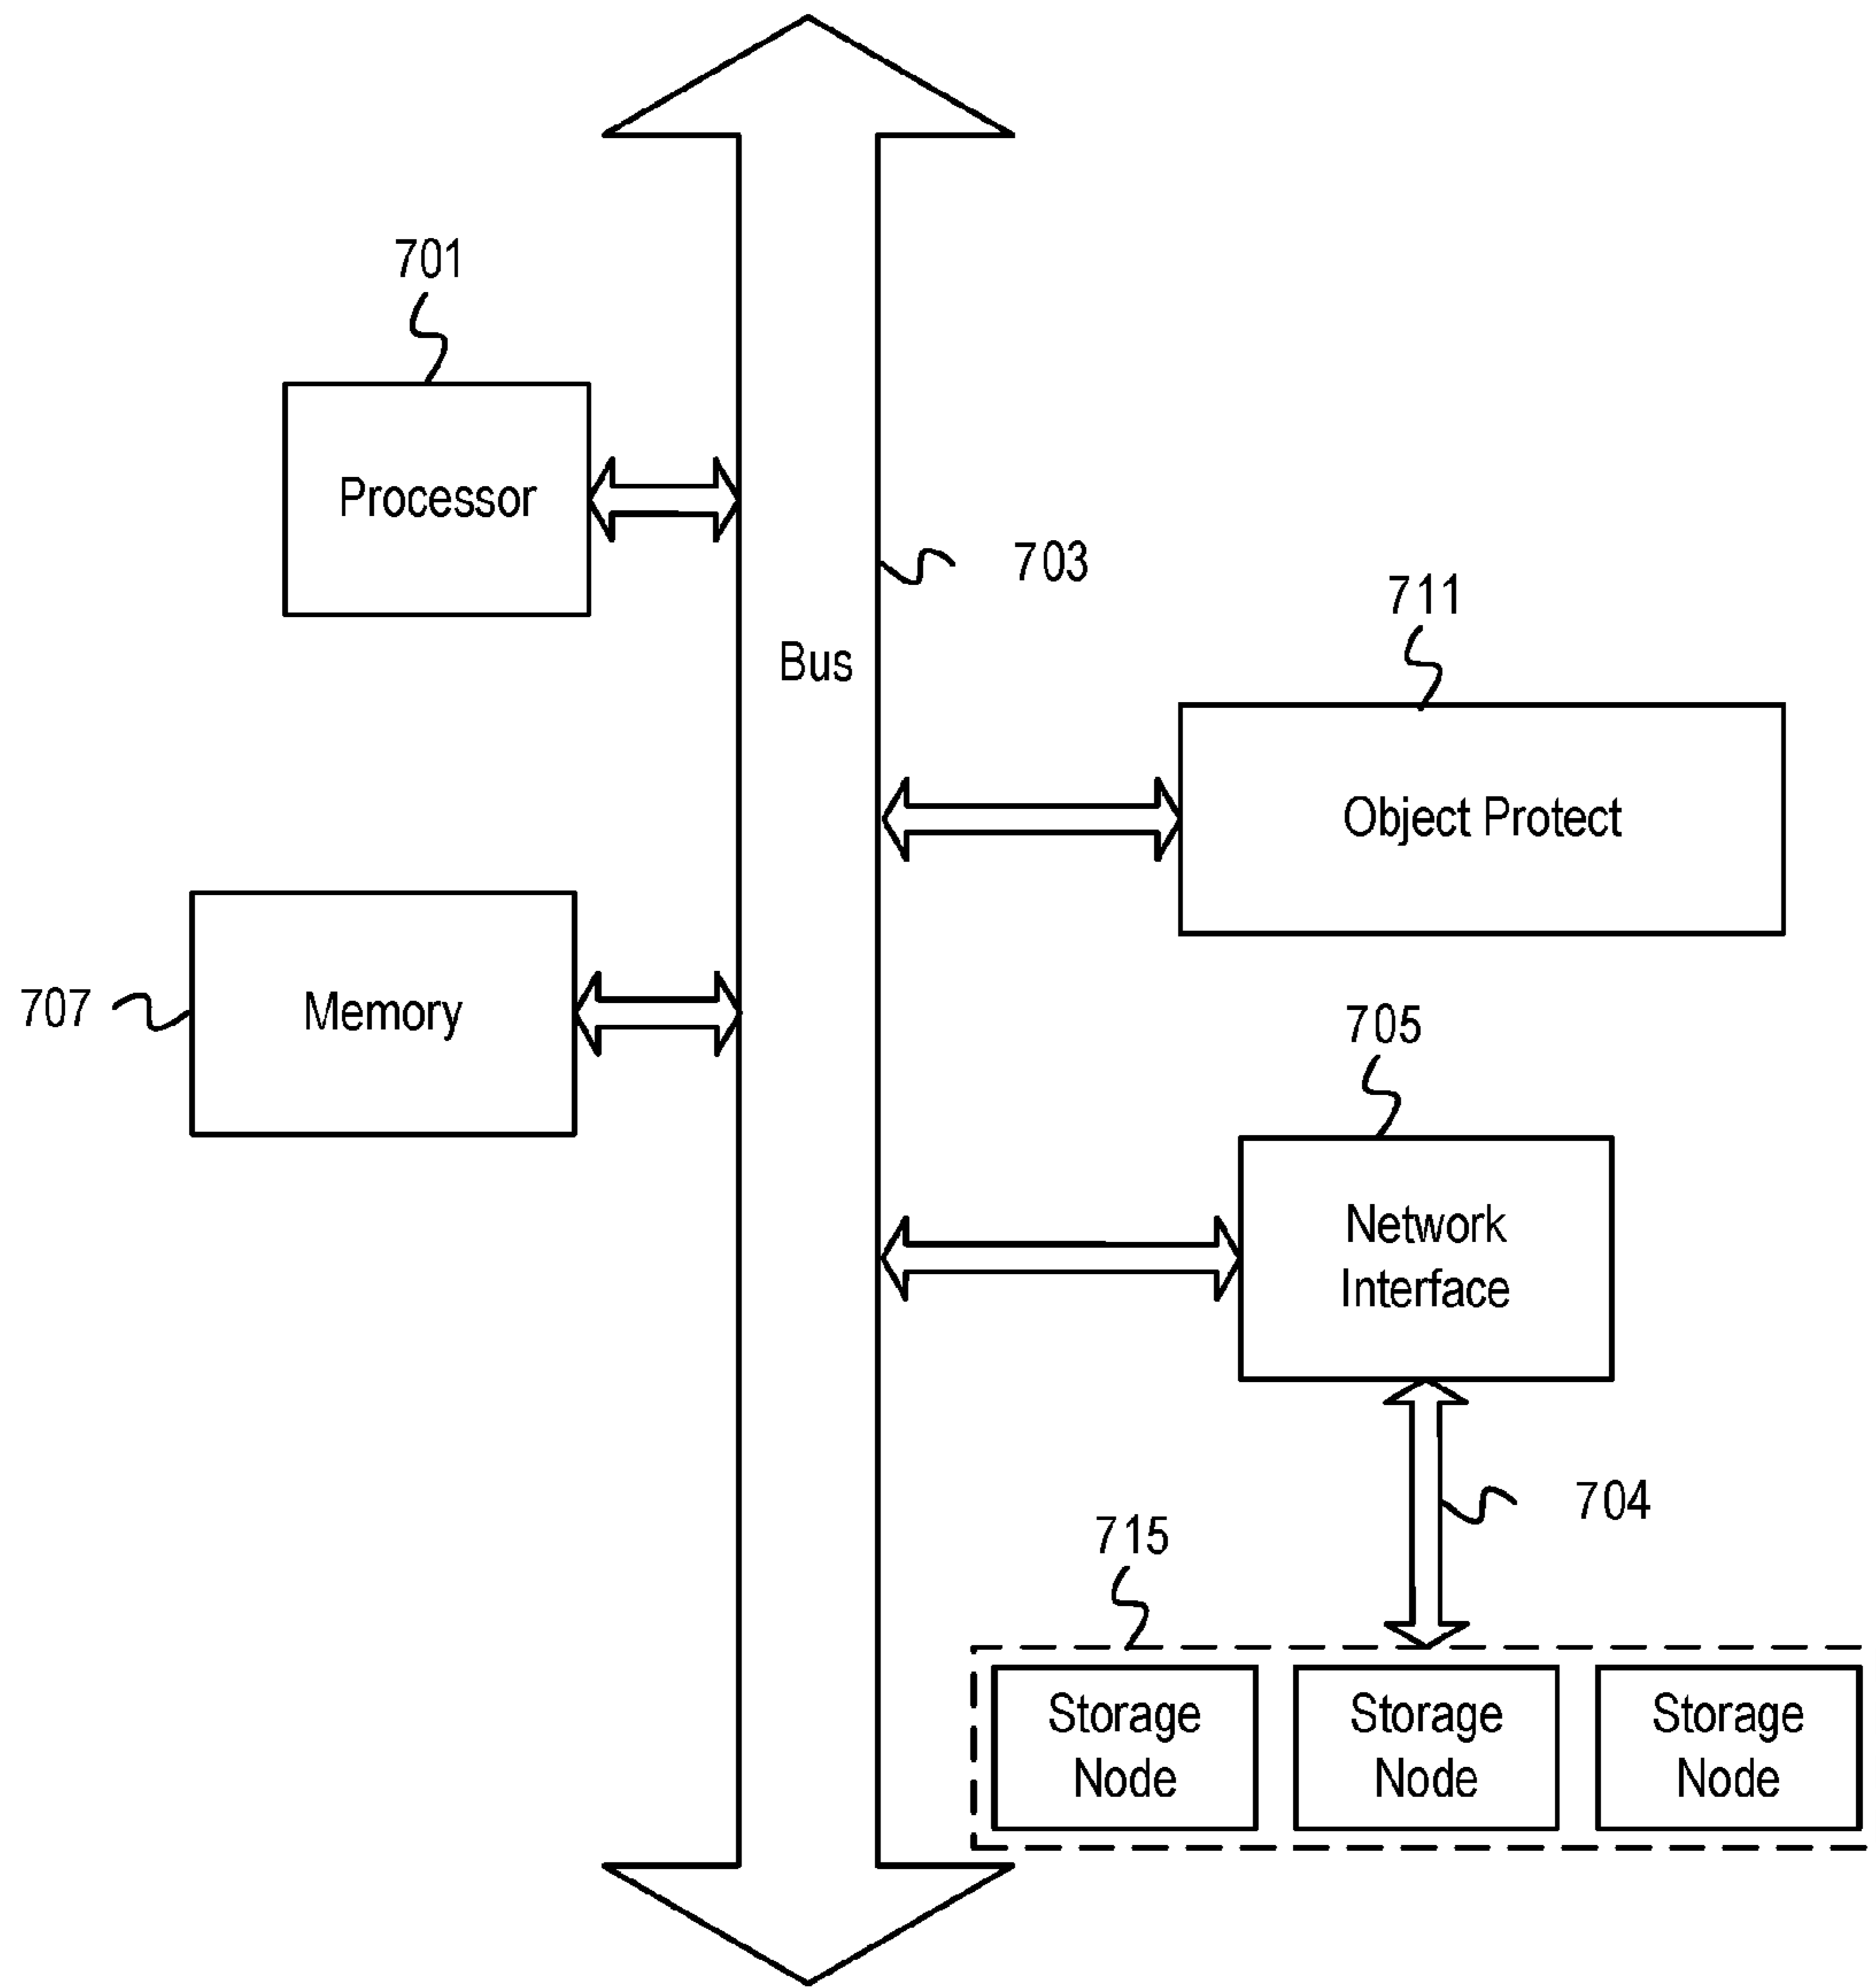 701
Processor
703
711
Bus
Object Protect
707
Memory
705
Network
Interface
704
715
Storage
Node
Storage
Node
Storage
Node